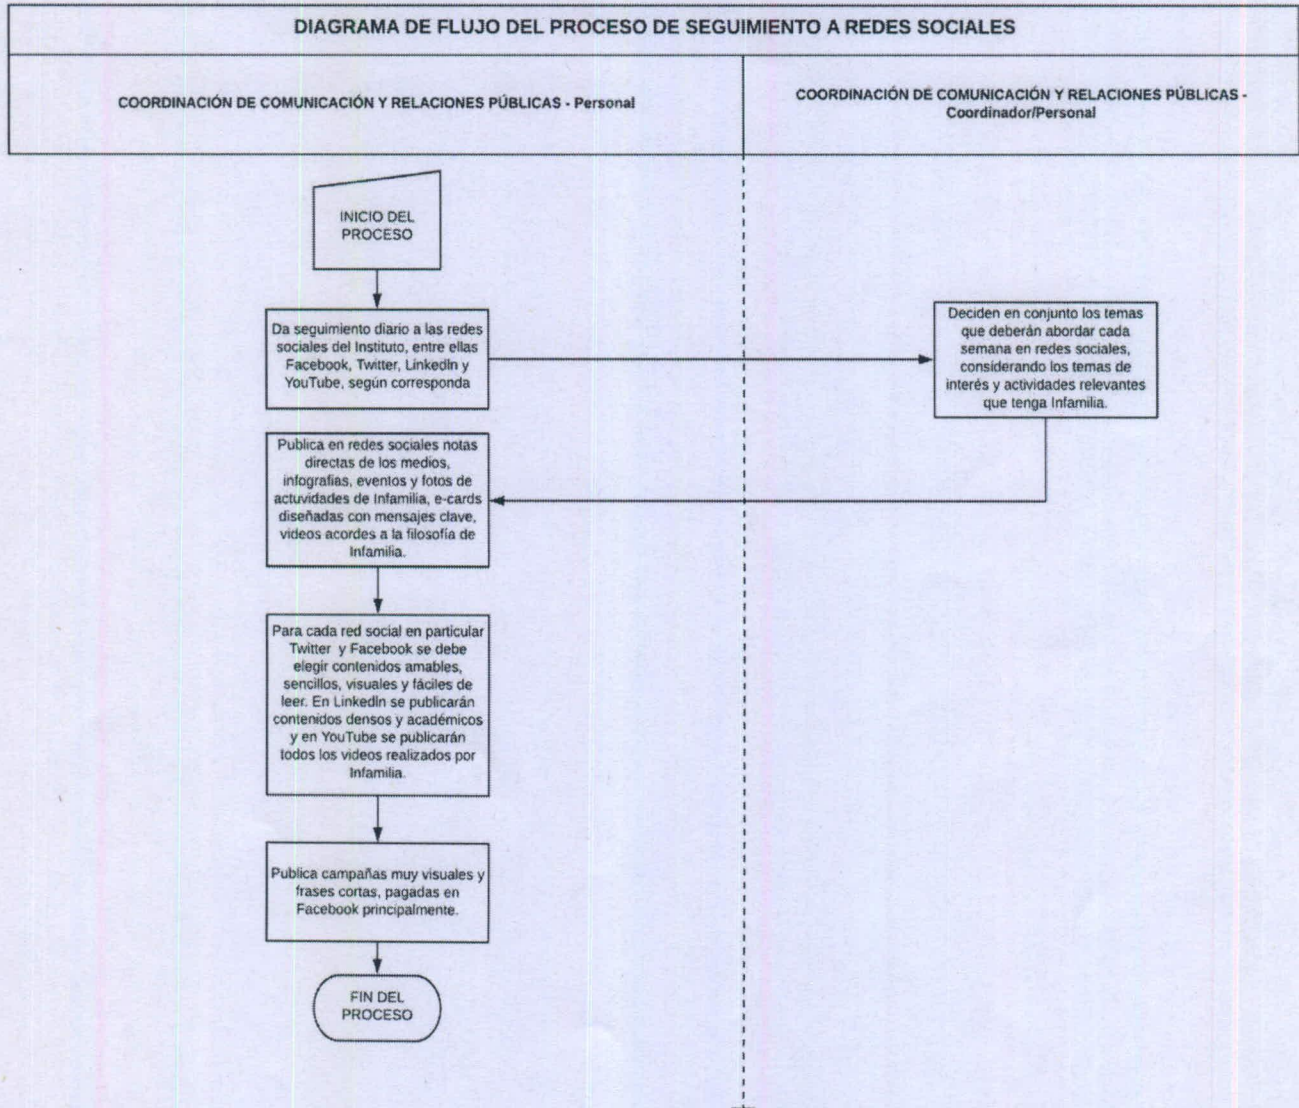 DIAGRAMA DE FLUJO DEL PROCESO DE SEGUIMIENTO A REDES SOCIALES
COORDINACIÓN DE COMUNICACIÓN Y RELACIONES PÚBLICAS - Personal
COORDINACIÓN DE COMUNICACIÓN Y RELACIONES PÚBLICAS -
Coordinador/Personal
INICIO DEL
PROCESO
Da seguimiento diario a las redes
sociales del Instituto, entre ellas
Facebook, Twitter, LinkedIn y
YouTube, según corresponda
Deciden en conjunto los temas
que deberán abordar cada
semana en redes sociales,
considerando los temas de
interés y actividades relevantes
que tenga Infamilia.
Publica en redes sociales notas
directas de los medios,
infografías, eventos y fotos de
actuvidades de Infamilia, e-cards
diseñadas con mensajes clave,
videos acordes a la filosofía de
Infamilia.
Para cada red social en particular
Twitter y Facebook se debe
elegir contenidos amables,
sencillos, visuales y fáciles de
leer. En LinkedIn se publicarán
contenidos densos y académicos
y en YouTube se publicarán
todos los videos realizados por
Infamilia.
Publica campañas muy visuales y
frases cortas, pagadas en
Facebook principalmente.
FIN DEL
PROCESO